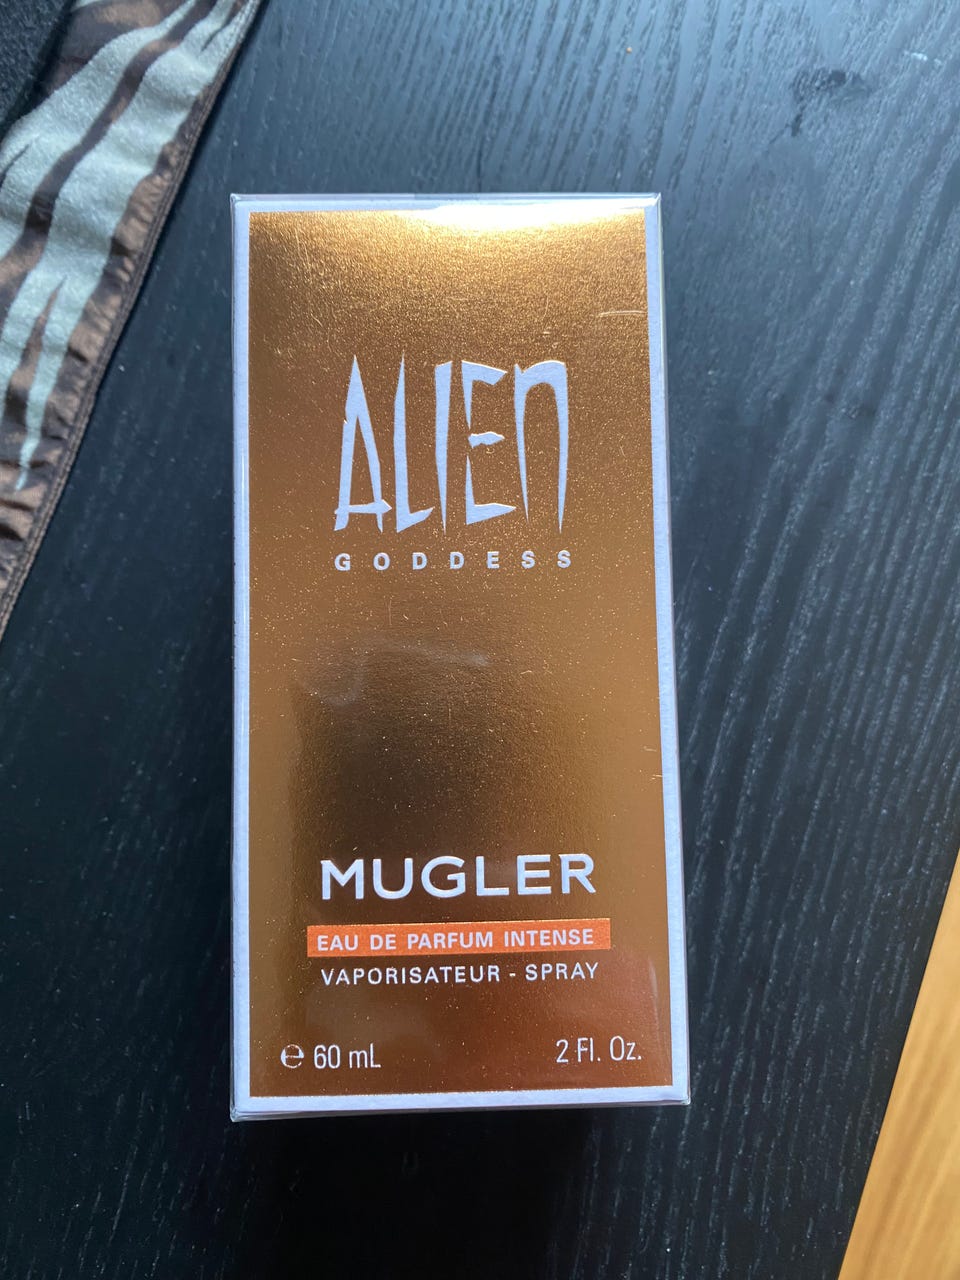 ALIEN
GODDESS
MUGLER
EAU DE PARFUM INTENSE
VAPORISATEUR - SPRAY
℮ 60 mL 2 Fl. Oz.